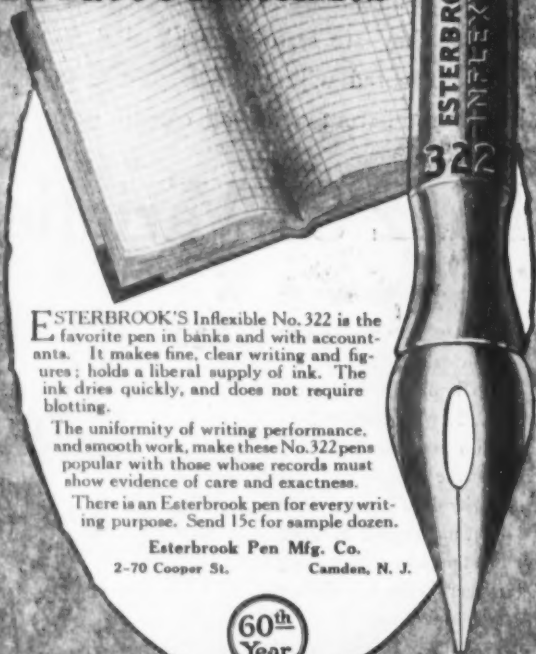 ESTERBRO
322 INFLEX
ESTERBROOK'S Inflexible No. 322 is the
favorite pen in banks and with account-
ants. It makes fine, clear writing and fig-
ures; holds a liberal supply of ink. The
ink dries quickly, and does not require
blotting.
The uniformity of writing performance,
and smooth work, make these No. 322 pens
popular with those whose records must
show evidence of care and exactness.
There is an Esterbrook pen for every writ-
ing purpose. Send 15c for sample dozen.
Esterbrook Pen Mfg. Co.
2-70 Cooper St. Camden, N. J.
60th
Year